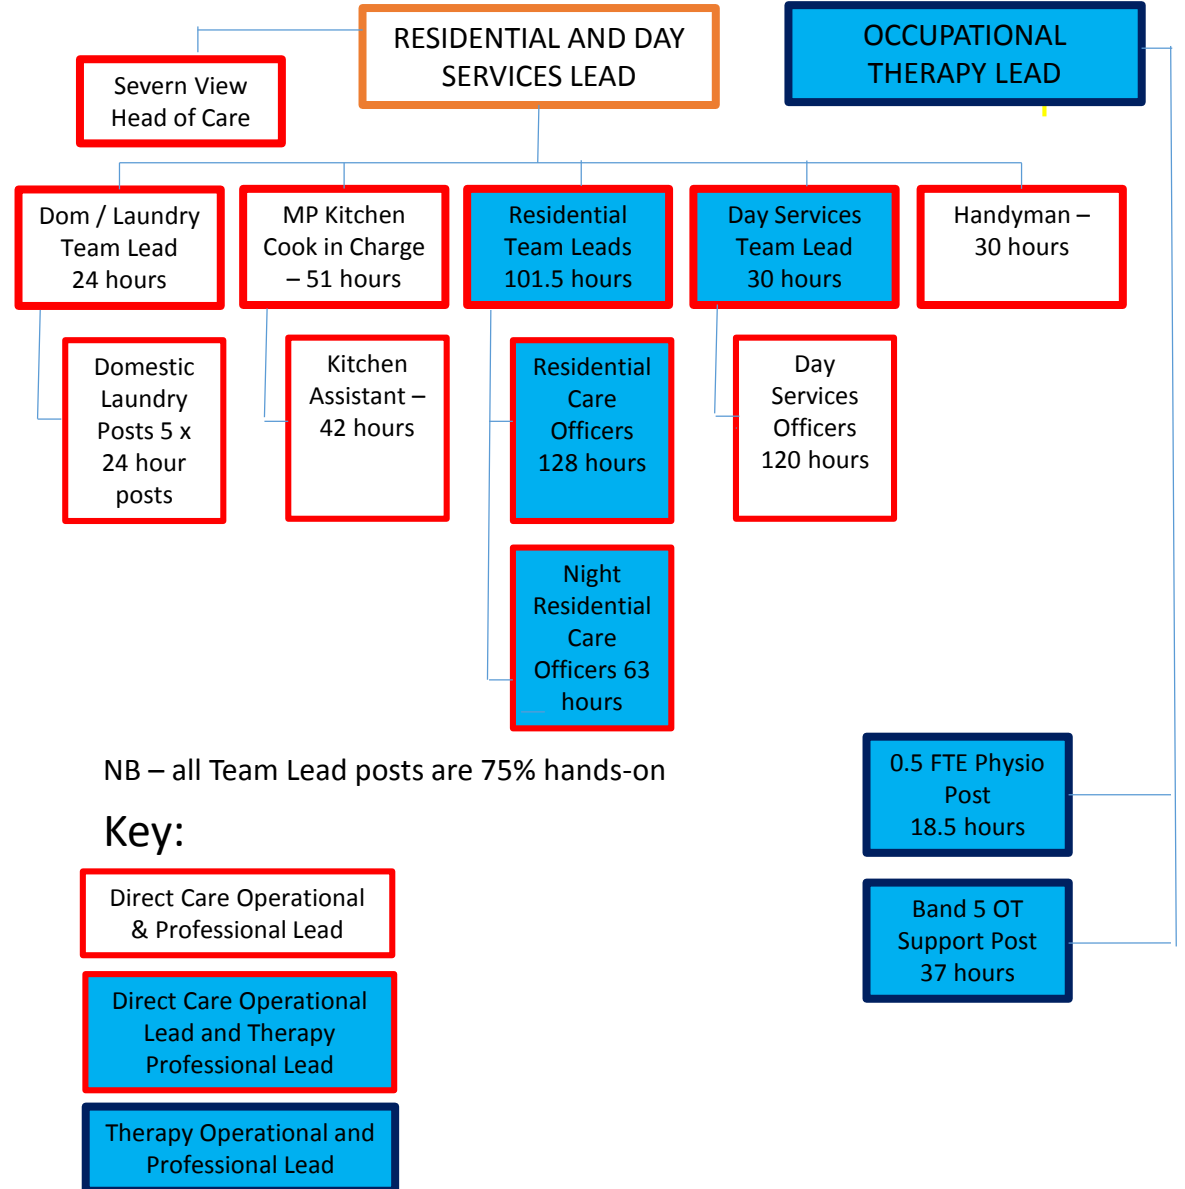 RESIDENTIAL AND DAY
SERVICES LEAD
OCCUPATIONAL
THERAPY LEAD
Severn View
Head of Care
Dom / Laundry
Team Lead
24 hours
MP Kitchen
Cook in Charge
– 51 hours
Residential
Team Leads
101.5 hours
Day Services
Team Lead
30 hours
Handyman –
30 hours
Domestic
Laundry
Posts 5 x
24 hour
posts
Kitchen
Assistant –
42 hours
Residential
Care
Officers
128 hours
Day
Services
Officers
120 hours
Night
Residential
Care
Officers 63
hours
NB – all Team Lead posts are 75% hands-on
0.5 FTE Physio
Post
18.5 hours
Band 5 OT
Support Post
37 hours
Key:
Direct Care Operational
& Professional Lead
Direct Care Operational
Lead and Therapy
Professional Lead
Therapy Operational and
Professional Lead